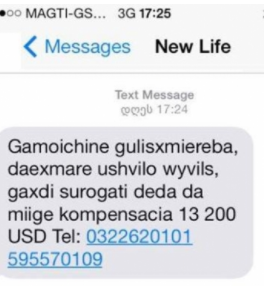 MAGTI-GS... 3G 17:25
Messages New Life
Text Message
დღეს 17:24
Gamoichine gulisxmiereba,
daexmare ushvilo wyvils,
gaxdi surogati deda da
miige kompensacia 13 200
USD Tel: 0322620101
595570109